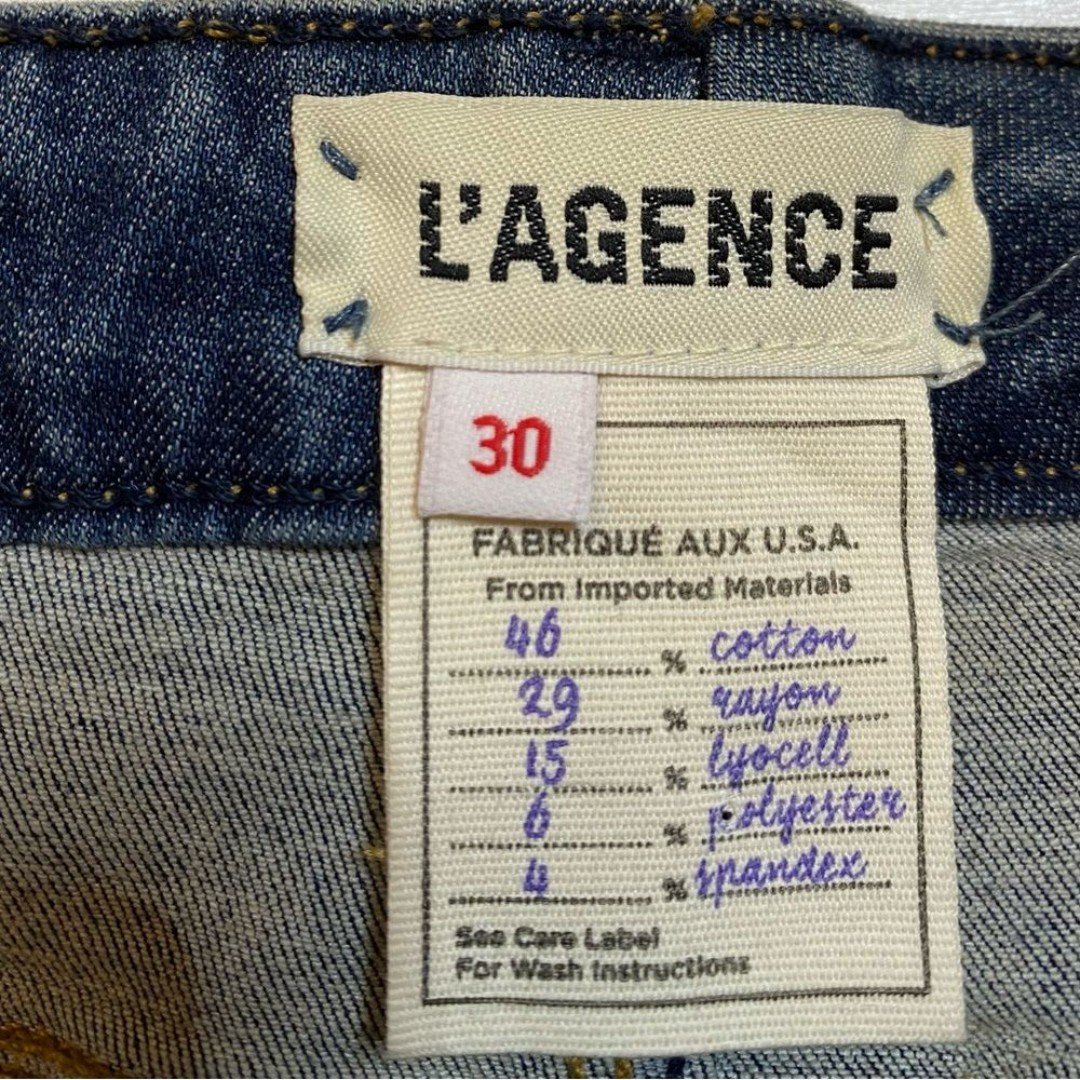 L'AGENCE
30
FABRIQUÉ AUX U.S.A.
From Imported Materials
46 % cotton
29 % rayon
15 % lyocell
6 % polyester
4 % spandex
See Care Label
For Wash Instructions